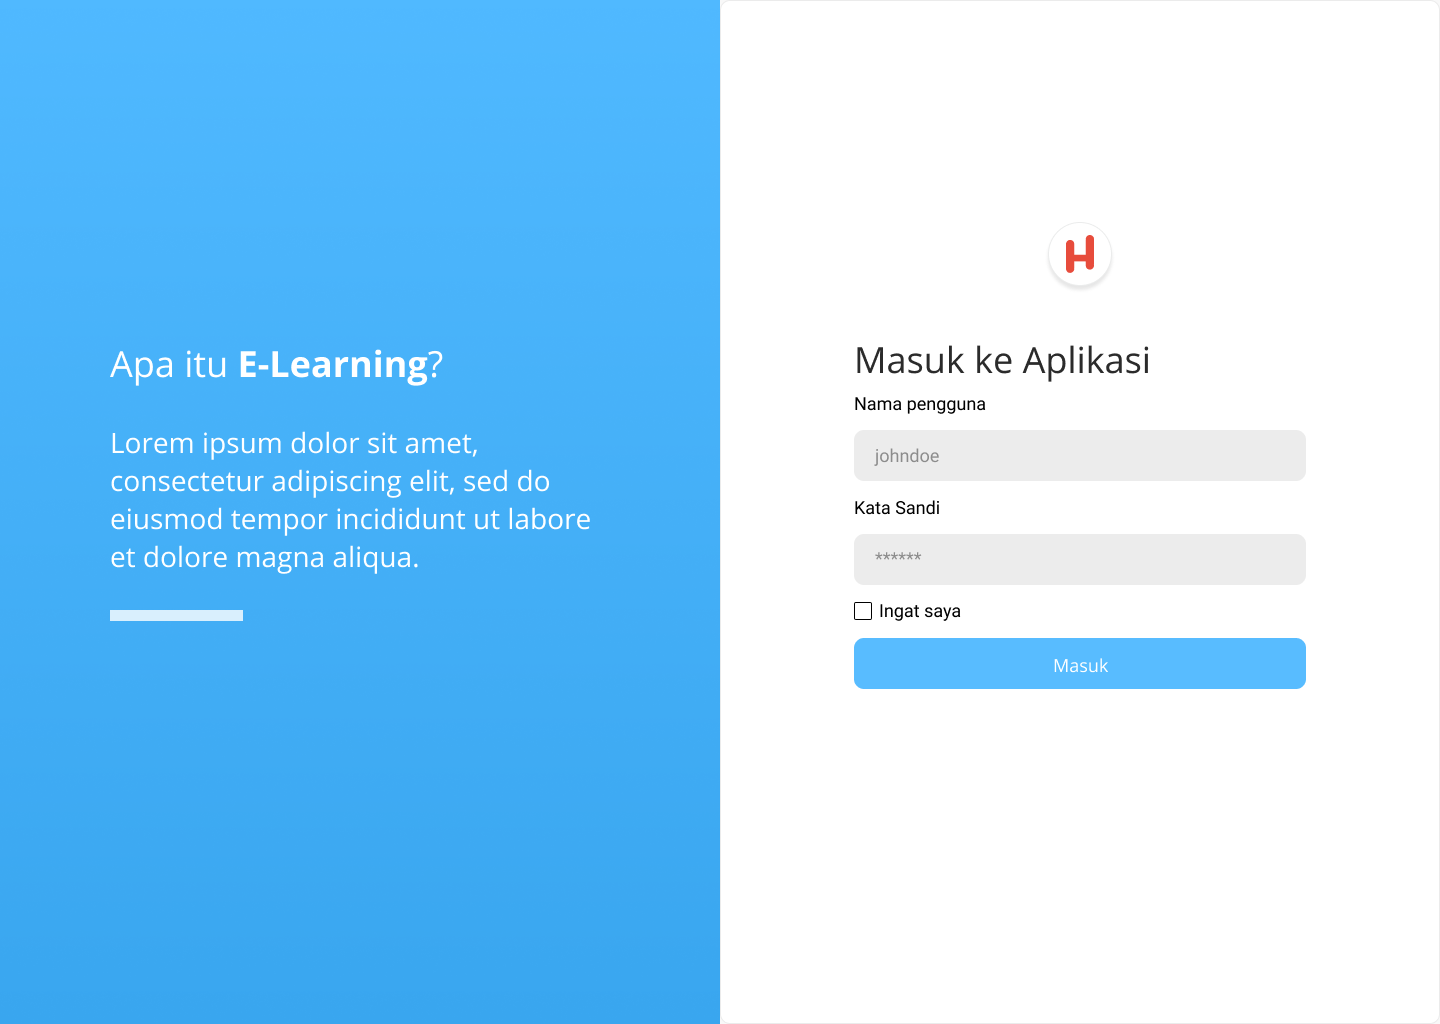 Apa itu E-Learning?
Lorem ipsum dolor sit amet,
consectetur adipiscing elit, sed do
eiusmod tempor incididunt ut labore
et dolore magna aliqua.
H
Masuk ke Aplikasi
Nama pengguna
johndoe
Kata Sandi
******
Ingat saya
Masuk